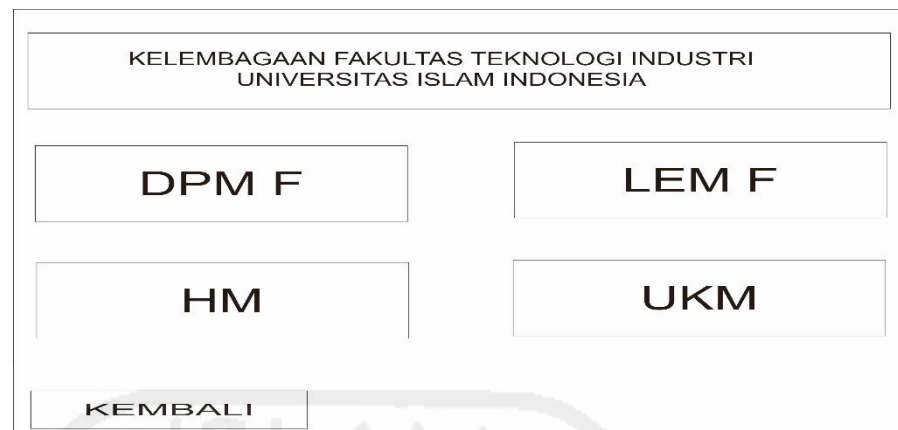 KELEMBAGAAN FAKULTAS TEKNOLOGI INDUSTRI
UNIVERSITAS ISLAM INDONESIA
DPM F
LEM F
HM
UKM
KEMBALI